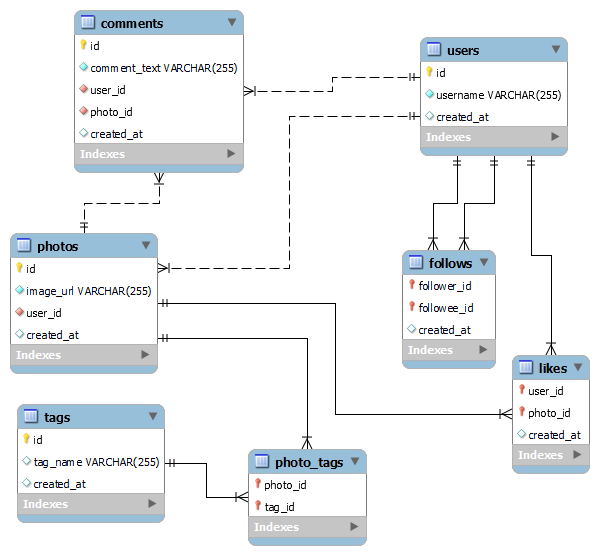 comments
id
comment_text VARCHAR(255)
user_id
photo_id
created_at
Indexes
users
id
username VARCHAR(255)
created_at
Indexes
photos
id
image_url VARCHAR(255)
user_id
created_at
Indexes
follows
follower_id
followee_id
created_at
Indexes
likes
user_id
photo_id
created_at
Indexes
tags
id
tag_name VARCHAR(255)
created_at
Indexes
photo_tags
photo_id
tag_id
Indexes